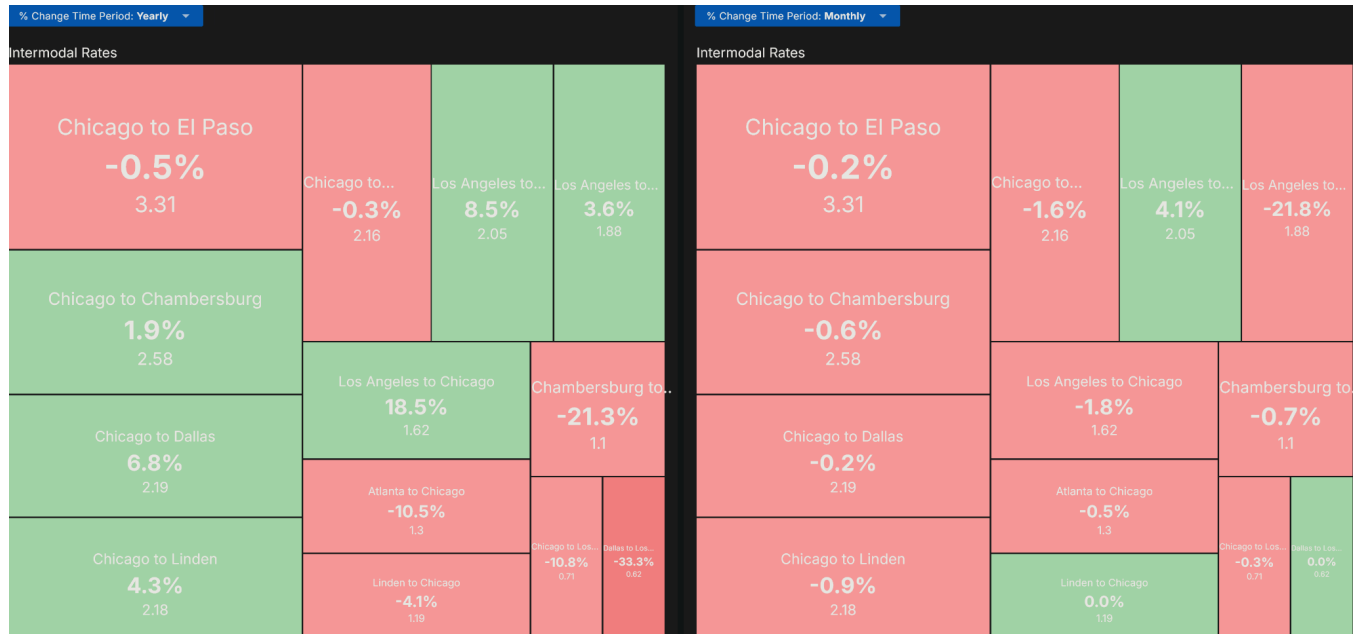 % Change Time Period: Yearly
Intermodal Rates
Chicago to El Paso
-0.5%
3.31
Chicago to Chambersburg
1.9%
2.58
Chicago to Dallas
6.8%
2.19
Chicago to Linden
4.3%
2.18
Chicago to...
-0.3%
2.16
Los Angeles to...
8.5%
2.05
Los Angeles to...
3.6%
1.88
Los Angeles to Chicago
18.5%
1.62
Chambersburg to..
-21.3%
1.1
Atlanta to Chicago
-10.5%
1.3
Linden to Chicago
-4.1%
1.19
Chicago to Los...
-10.8%
0.71
Dallas to Los...
-33.3%
0.62
% Change Time Period: Monthly
Intermodal Rates
Chicago to El Paso
-0.2%
3.31
Chicago to Chambersburg
-0.6%
2.58
Chicago to Dallas
-0.2%
2.19
Chicago to Linden
-0.9%
2.18
Chicago to...
-1.6%
2.16
Los Angeles to...
4.1%
2.05
Los Angeles to...
-21.8%
1.88
Los Angeles to Chicago
-1.8%
1.62
Chambersburg to.
-0.7%
1.1
Atlanta to Chicago
-0.5%
1.3
Linden to Chicago
0.0%
1.19
Chicago to Los...
-0.3%
0.71
Dallas to Los...
0.0%
0.62